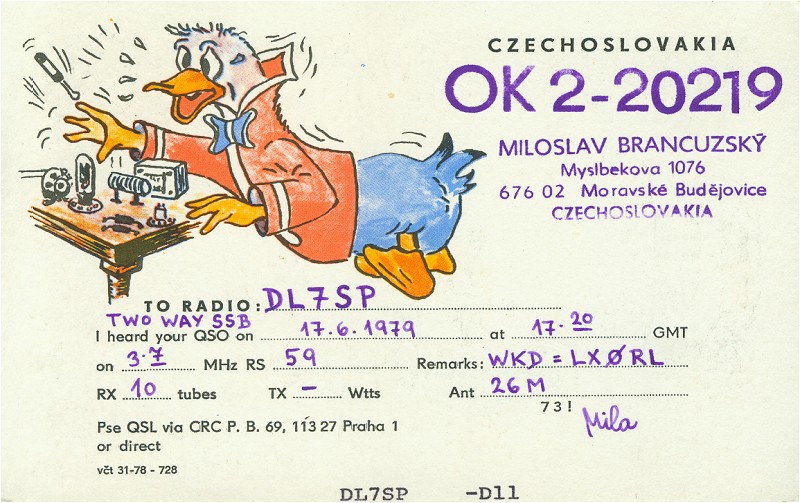 CZECHOSLOVAKIA
OK 2-20219
MILOSLAV BRANCUZSKÝ
Myslbekova 1076
676 02 Moravské Budějovice
CZECHOSLOVAKIA
TO RADIO: DL7SP
TWO WAY SSB
I heard your QSO on 17.6.1979 at 17.20 GMT
on 3.7 MHz RS 59 Remarks: WKD = LXØRL
RX 10 tubes TX – Wtts Ant 26 M
73!
Mila
Pse QSL via CRC P. B. 69, 113 27 Praha 1
or direct
včt 31-78 - 728
DL7SP -D11